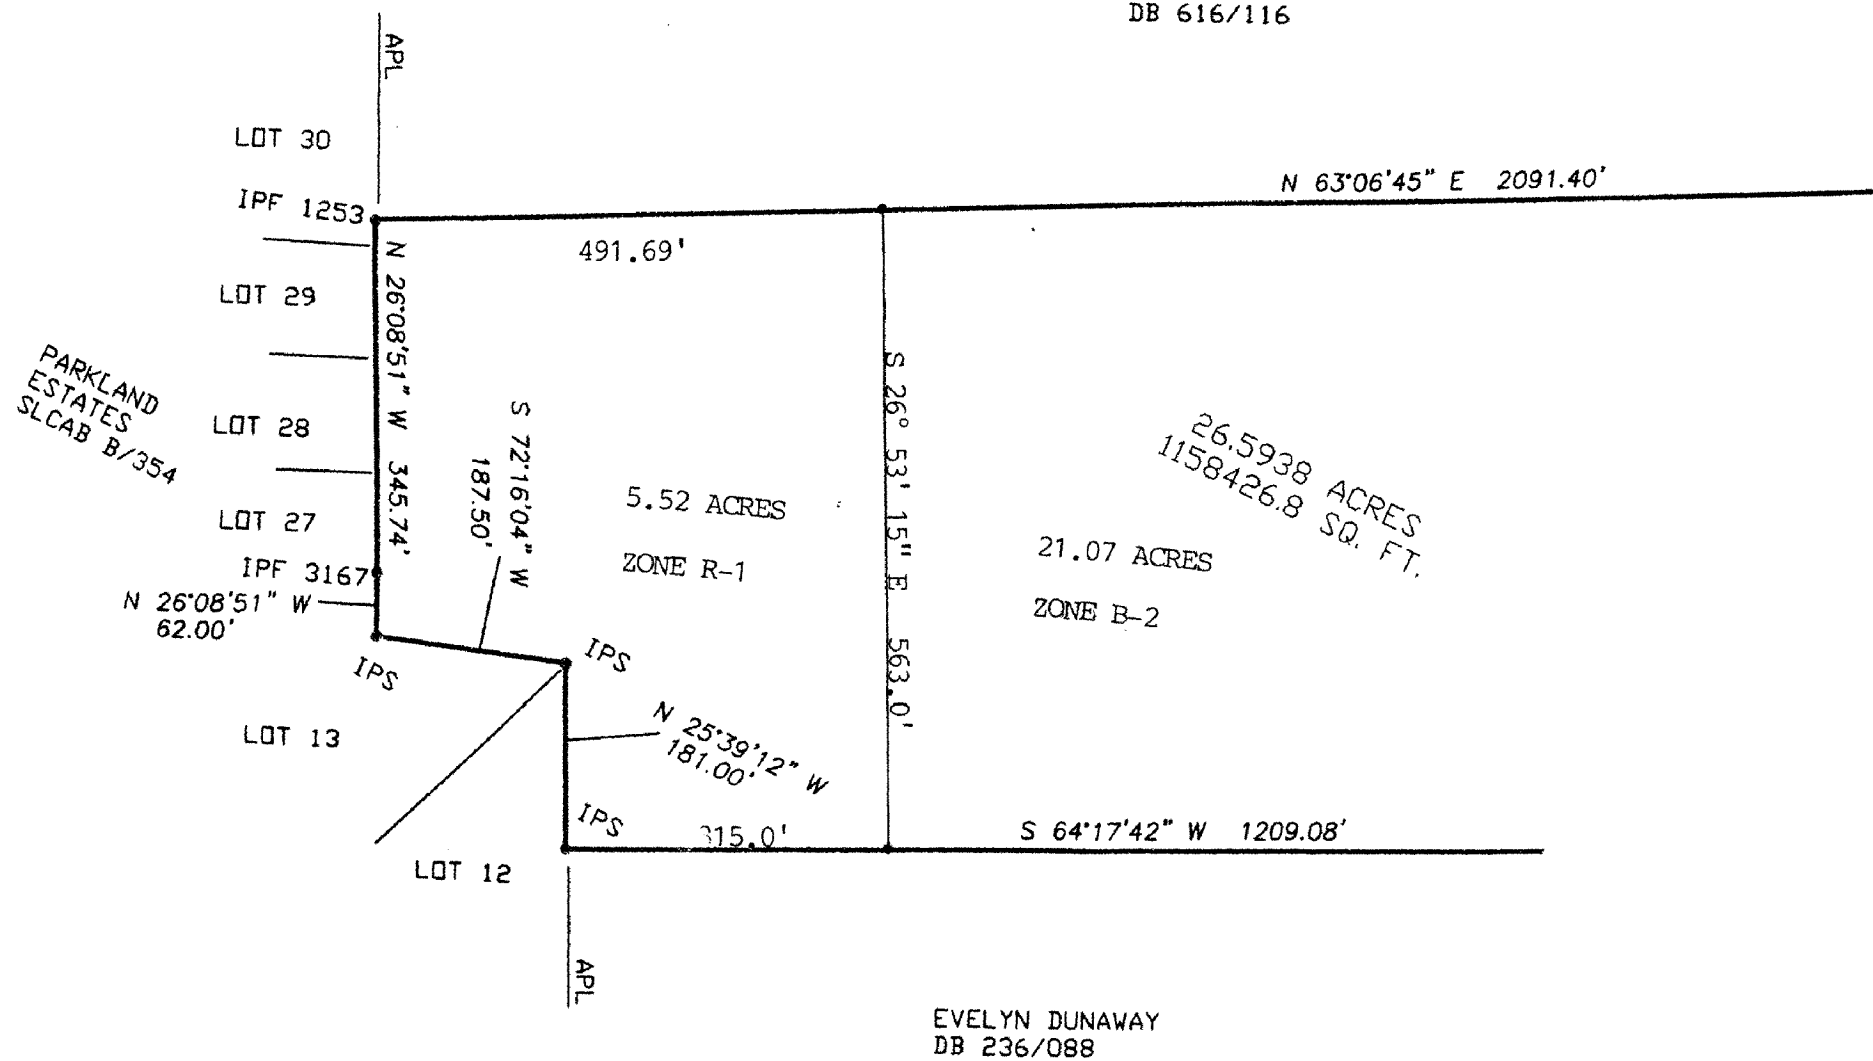 DB 616/116
APL
LOT 30
IPF 1253
N 63°06'45" E 2091.40'
491.69'
N 26°08'51" W 345.74'
LOT 29
PARKLAND
ESTATES
SLCAB B/354
LOT 28
LOT 27
IPF 3167
N 26°08'51" W
62.00'
S 72°16'04" W
187.50'
5.52 ACRES
ZONE R-1
S 26° 53' 15" E 563.0'
26.5938 ACRES
1158426.8 SQ. FT.
21.07 ACRES
ZONE B-2
IPS
IPS
LOT 13
N 25°39'12" W
181.00'
IPS
315.0'
S 64°17'42" W 1209.08'
LOT 12
APL
EVELYN DUNAWAY
DB 236/088